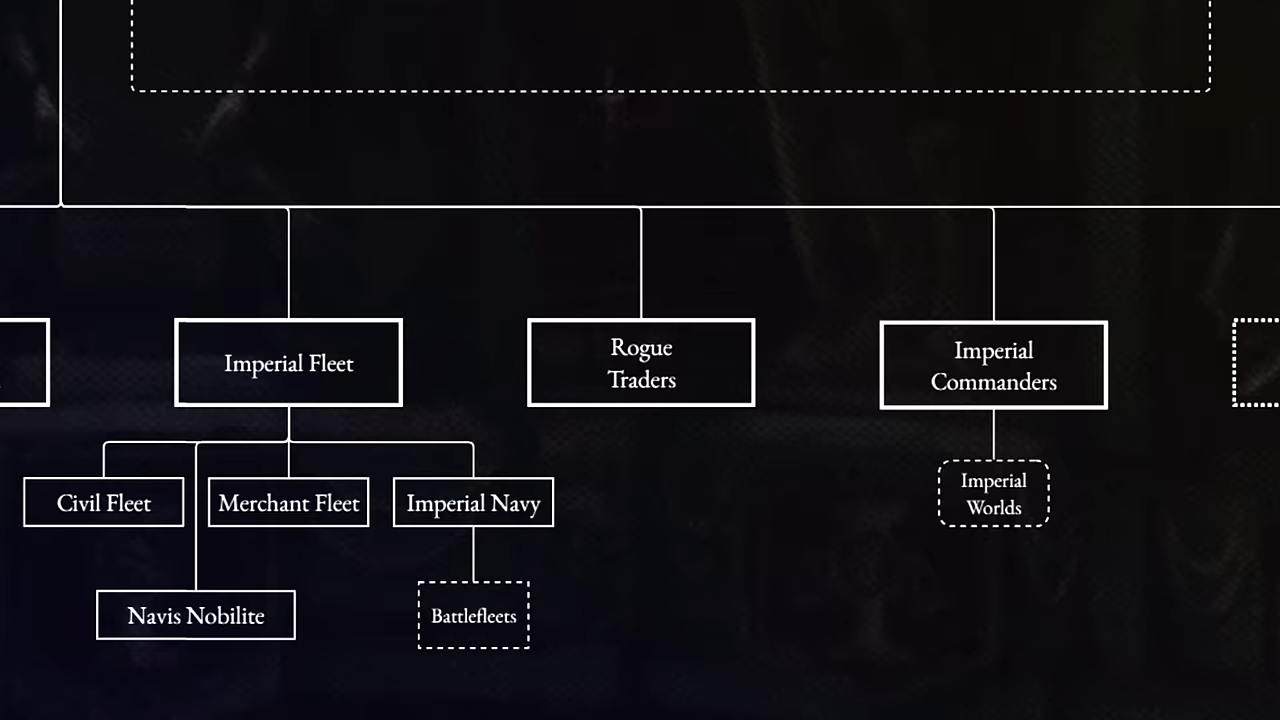 Imperial Fleet
Rogue
Traders
Imperial
Commanders
Civil Fleet
Merchant Fleet
Imperial Navy
Imperial
Worlds
Navis Nobilite
Battlefleets